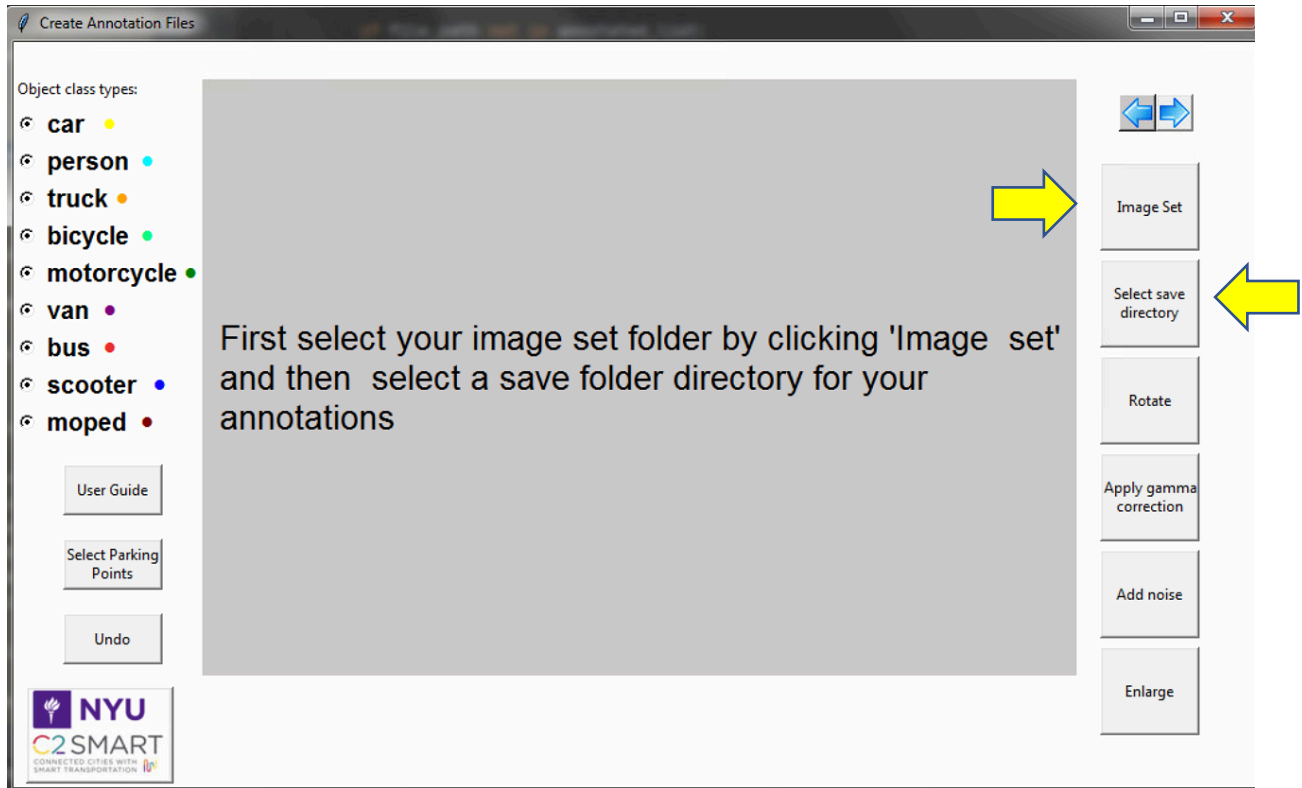 Create Annotation Files
Object class types:
car
person
truck
bicycle
motorcycle
van
bus
scooter
moped
User Guide
Select Parking
Points
Undo
NYU
C2SMART
CONNECTED CITIES WITH
SMART TRANSPORTATION
First select your image set folder by clicking 'Image  set'
and then  select a save folder directory for your
annotations
Image Set
Select save
directory
Rotate
Apply gamma
correction
Add noise
Enlarge